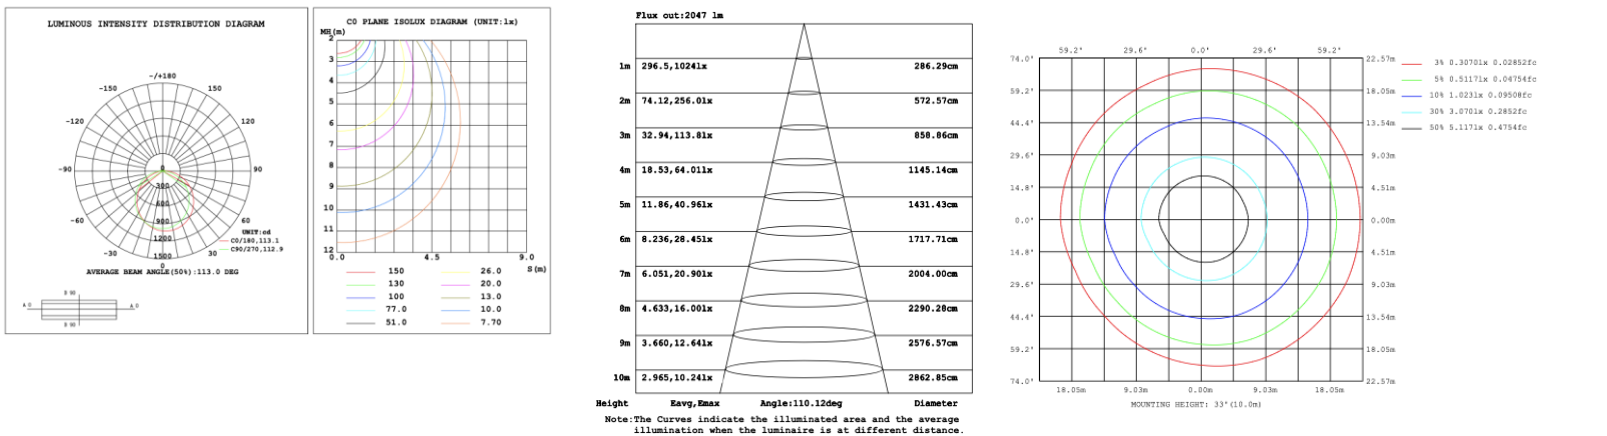 LUMINOUS INTENSITY DISTRIBUTION DIAGRAM
-/+180
-150 150
-120 120
-90 0 90
300
600
-60 60
900
1200
-30 30
1500
0
UNIT:cd
C0/180,113.1
C90/270,112.9
AVERAGE BEAM ANGLE(50%):113.0 DEG
C0 PLANE ISOLUX DIAGRAM (UNIT:lx)
MH(m)
2
3
4
5
6
7
8
9
10
11
12
0.0 4.5 9.0
S(m)
150 26.0
130 20.0
100 13.0
77.0 10.0
51.0 7.70
Flux out:2047 lm
1m 296.5,1024lx 286.29cm
2m 74.12,256.0lx 572.57cm
3m 32.94,113.8lx 858.86cm
4m 18.53,64.01lx 1145.14cm
5m 11.86,40.96lx 1431.43cm
6m 8.236,28.45lx 1717.71cm
7m 6.051,20.90lx 2004.00cm
8m 4.633,16.00lx 2290.28cm
9m 3.660,12.64lx 2576.57cm
10m 2.965,10.24lx 2862.85cm
Height Eavg,Emax Angle:110.12deg Diameter
Note:The Curves indicate the illuminated area and the average
illumination when the luminaire is at different distance.
59.2° 29.6° 0.0° 29.6° 59.2°
74.0° 22.57m
59.2° 18.05m
44.4° 13.54m
29.6° 9.03m
14.8° 4.51m
0.0° 0.00m
14.8° 4.51m
29.6° 9.03m
44.4° 13.54m
59.2° 18.05m
74.0° 22.57m
18.05m 9.03m 0.00m 9.03m 18.05m
MOUNTING HEIGHT: 33"(10.0m)
3% 0.3070lx 0.02852fc
5% 0.5117lx 0.04754fc
10% 1.023lx 0.09508fc
30% 3.070lx 0.2852fc
50% 5.117lx 0.4754fc